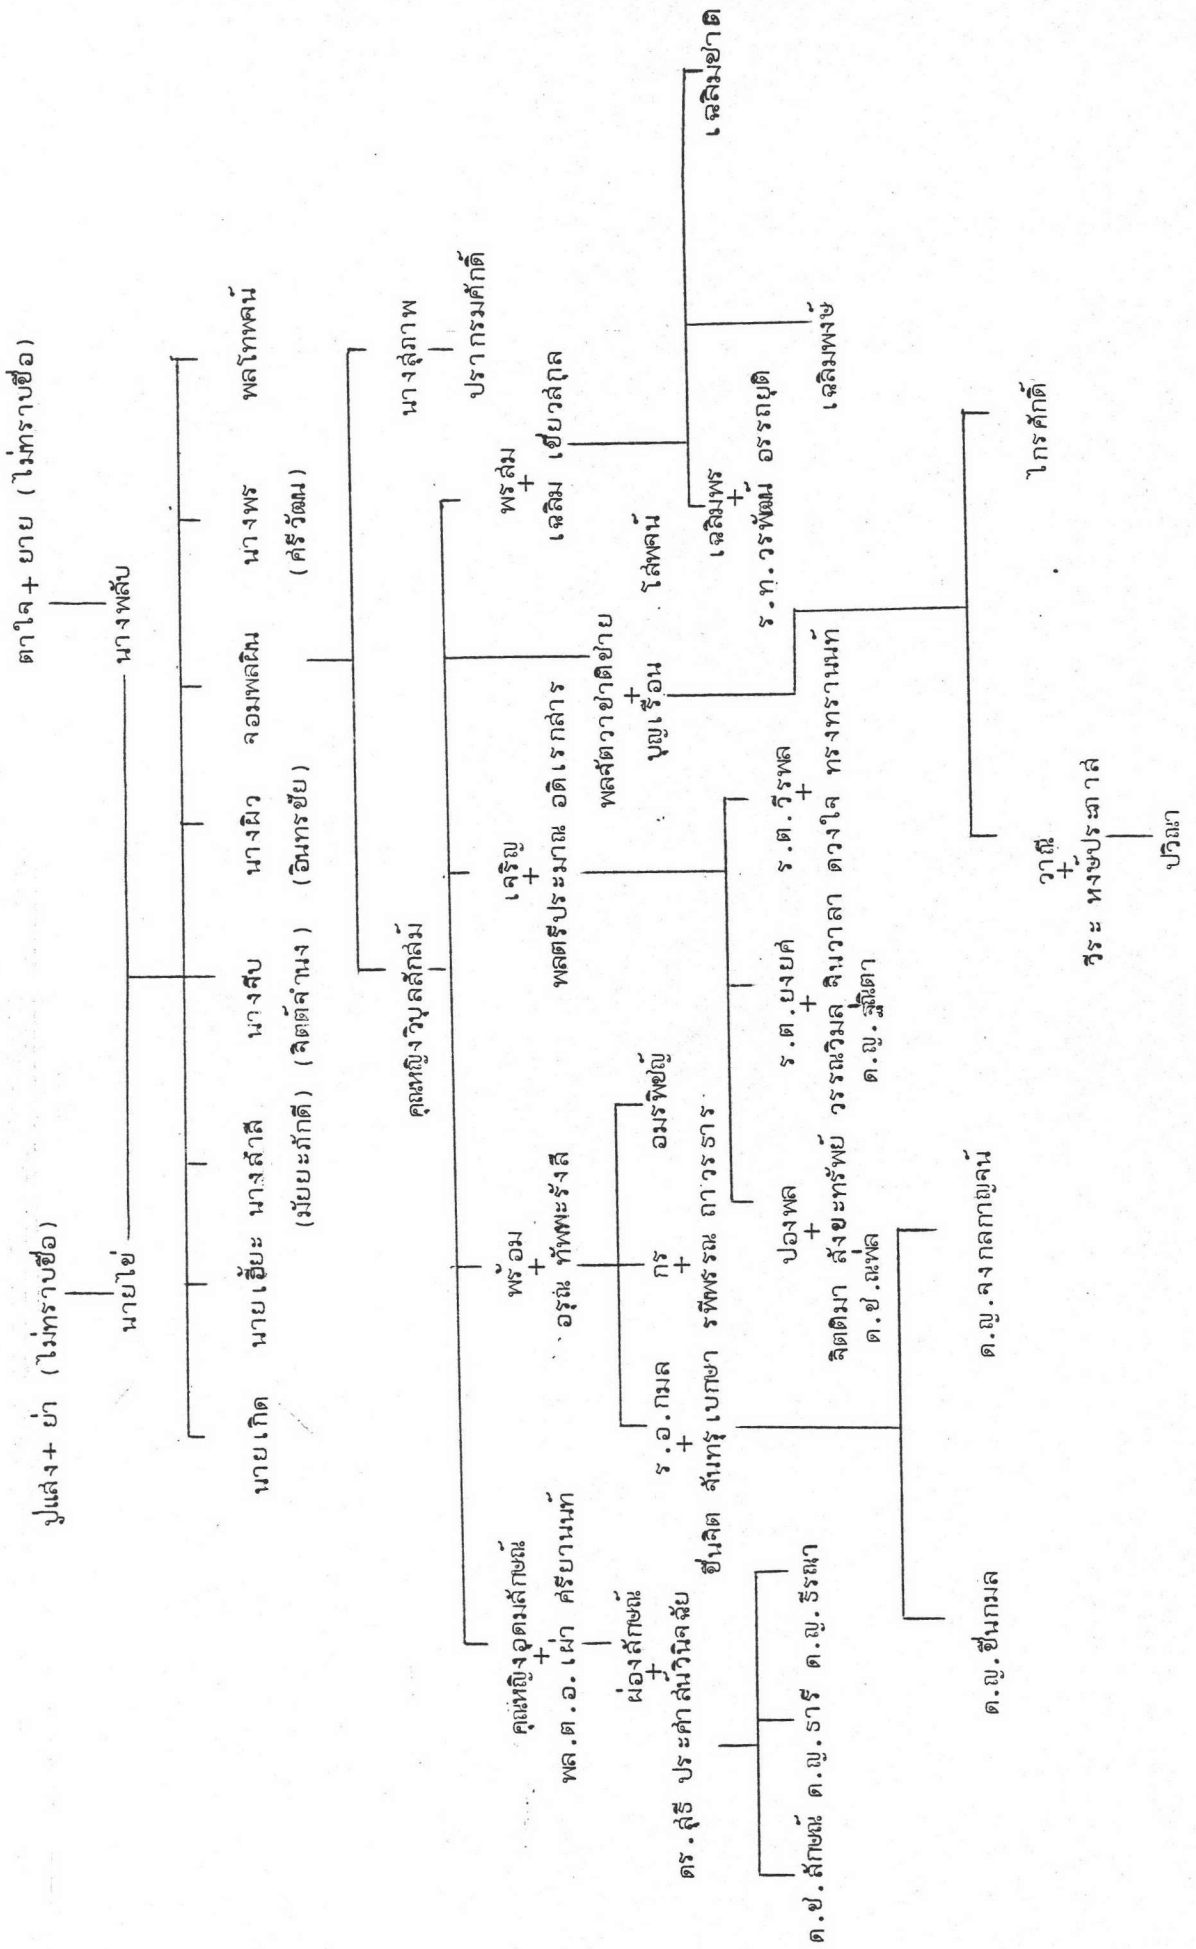 ปู่แสง + ย่า (ไม่ทราบชื่อ)
ตาใจ + ยาย (ไม่ทราบชื่อ)
นายไข่
นางพลับ
นายเกิด
นายเฮี้ยะ
นางสำลี
(มัยยะภักดี)
นางสิบ
(จิตต์จำนง)
นางผิว
(อินทรชัย)
จอมพลผิน
นางพร
(ศรีวัฒน)
พลโทพจน์
คุณหญิงวิบุลลักสม์
นางสุภาพ
ปรากรมศักดิ์
คุณหญิงอุดมลักษณ์
+
พล.ต.อ. เผ่า ศรียานนท์
พร้อม
+
อรุณ ทัพพะรังสี
เจริญ
+
พลตรีประมาณ อดิเรกสาร
พลจัตวาชาติชาย
+
บุญเรือน โสพจน์
พรสม
+
เฉลิม เชี่ยวสกุล
ผ่องลักษณ์
+
ดร.สุธี ประศาสน์วินิจฉัย
ร.อ.กมล
+
ชื่นจิต จันทรุเบกษา
กร
+
รพีพรรณ ถาวรธาร
อมรพิชญ์
ปองพล
+
จิตติมา สังขะทรัพย์
ด.ช.ณพล
ร.ต.ยงยศ
+
วรรณวิมล จินวาลา
ด.ญ.ฐนิตา
ร.ต.วีรพล
+
ดวงใจ ทรงทรานนท์
เฉลิมพร
+
ร.ท.วรพัฒน์ อรรถยุติ
เฉลิมพงษ์
เฉลิมชาติ
ด.ช.ลักษณ์ ด.ญ.ธารี ด.ญ.ธีรณา
ด.ญ.ชื่นกมล
ด.ญ.จงกลกาญจน์
วาณี
+
วีระ หงษ์ประภาส
ปวีณา
ไกรศักดิ์